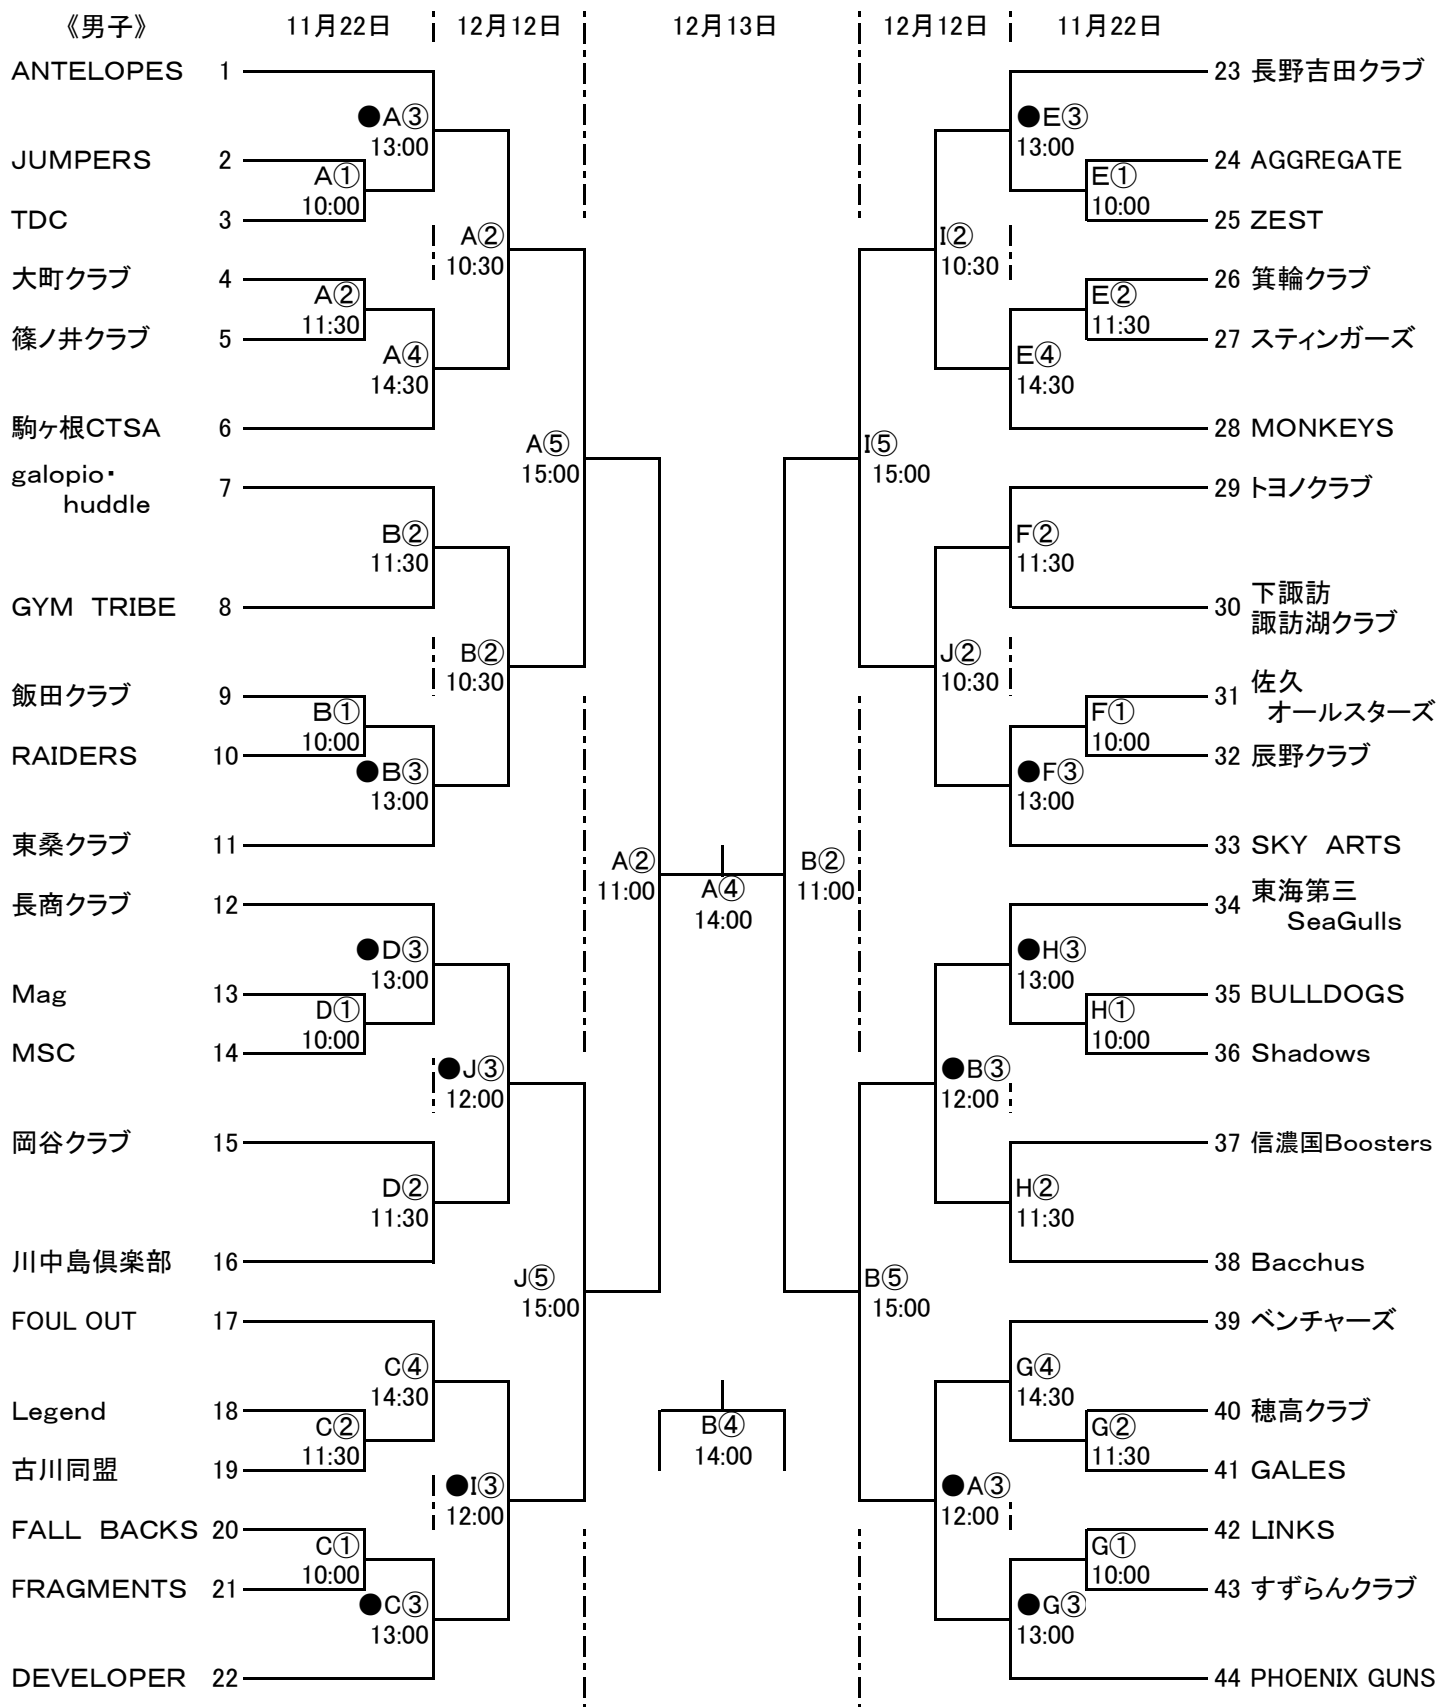 《男子》 11月22日 12月12日 12月13日 12月12日 11月22日
ANTELOPES 1
23 長野吉田クラブ
●A③
13:00
●E③
13:00
JUMPERS 2
24 AGGREGATE
A①
10:00
E①
10:00
TDC 3
25 ZEST
A②
10:30
I②
10:30
大町クラブ 4
26 箕輪クラブ
A②
11:30
E②
11:30
篠ノ井クラブ 5
27 スティンガーズ
A④
14:30
E④
14:30
駒ヶ根CTSA 6
28 MONKEYS
A⑤
15:00
I⑤
15:00
galopio・
huddle
7
29 トヨノクラブ
B②
11:30
F②
11:30
GYM TRIBE 8
30 下諏訪
諏訪湖クラブ
B②
10:30
J②
10:30
飯田クラブ 9
31 佐久
オールスターズ
B①
10:00
F①
10:00
RAIDERS 10
32 辰野クラブ
●B③
13:00
●F③
13:00
東桑クラブ 11
33 SKY ARTS
A②
11:00
A④
14:00
B②
11:00
長商クラブ 12
34 東海第三
SeaGulls
●D③
13:00
●H③
13:00
Mag 13
35 BULLDOGS
D①
10:00
H①
10:00
MSC 14
36 Shadows
●J③
12:00
●B③
12:00
岡谷クラブ 15
37 信濃国Boosters
D②
11:30
H②
11:30
川中島倶楽部 16
38 Bacchus
J⑤
15:00
B⑤
15:00
FOUL OUT 17
39 ベンチャーズ
C④
14:30
G④
14:30
Legend 18
40 穂高クラブ
C②
11:30
B④
14:00
G②
11:30
古川同盟 19
41 GALES
●I③
12:00
●A③
12:00
FALL BACKS 20
42 LINKS
C①
10:00
G①
10:00
FRAGMENTS 21
43 すずらんクラブ
●C③
13:00
●G③
13:00
DEVELOPER 22
44 PHOENIX GUNS